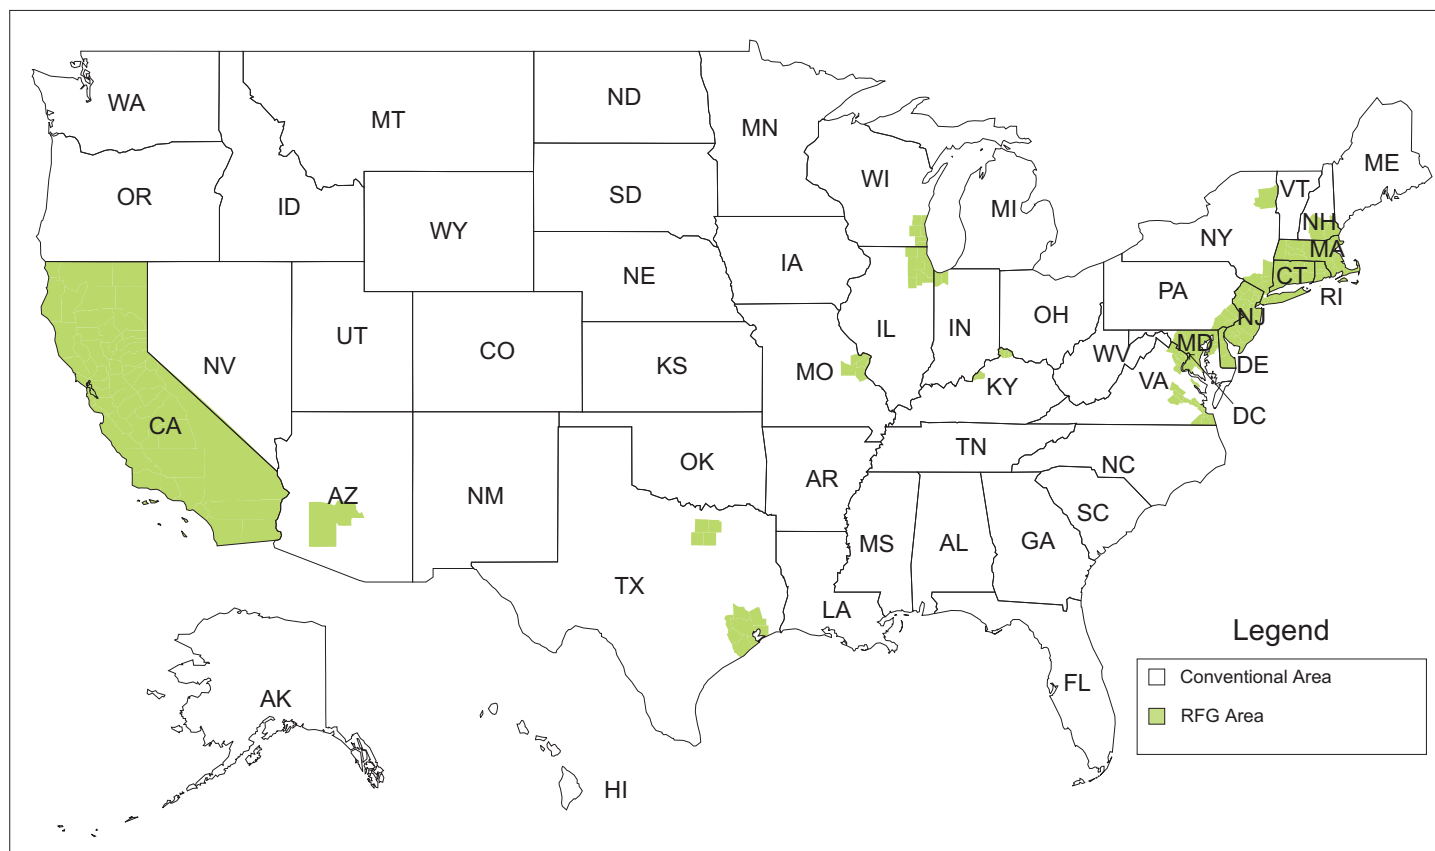 WA
MT
ND
MN
ME
OR
ID
SD
WI
MI
VT
NH
WY
NY
MA
IA
NE
CT
PA
RI
NV
UT
CO
IL
IN
OH
NJ
KS
MO
WV
MD
DE
KY
VA
CA
DC
TN
NC
OK
AZ
NM
AR
SC
MS
AL
GA
TX
LA
Legend
Conventional Area
FL
AK
RFG Area
HI